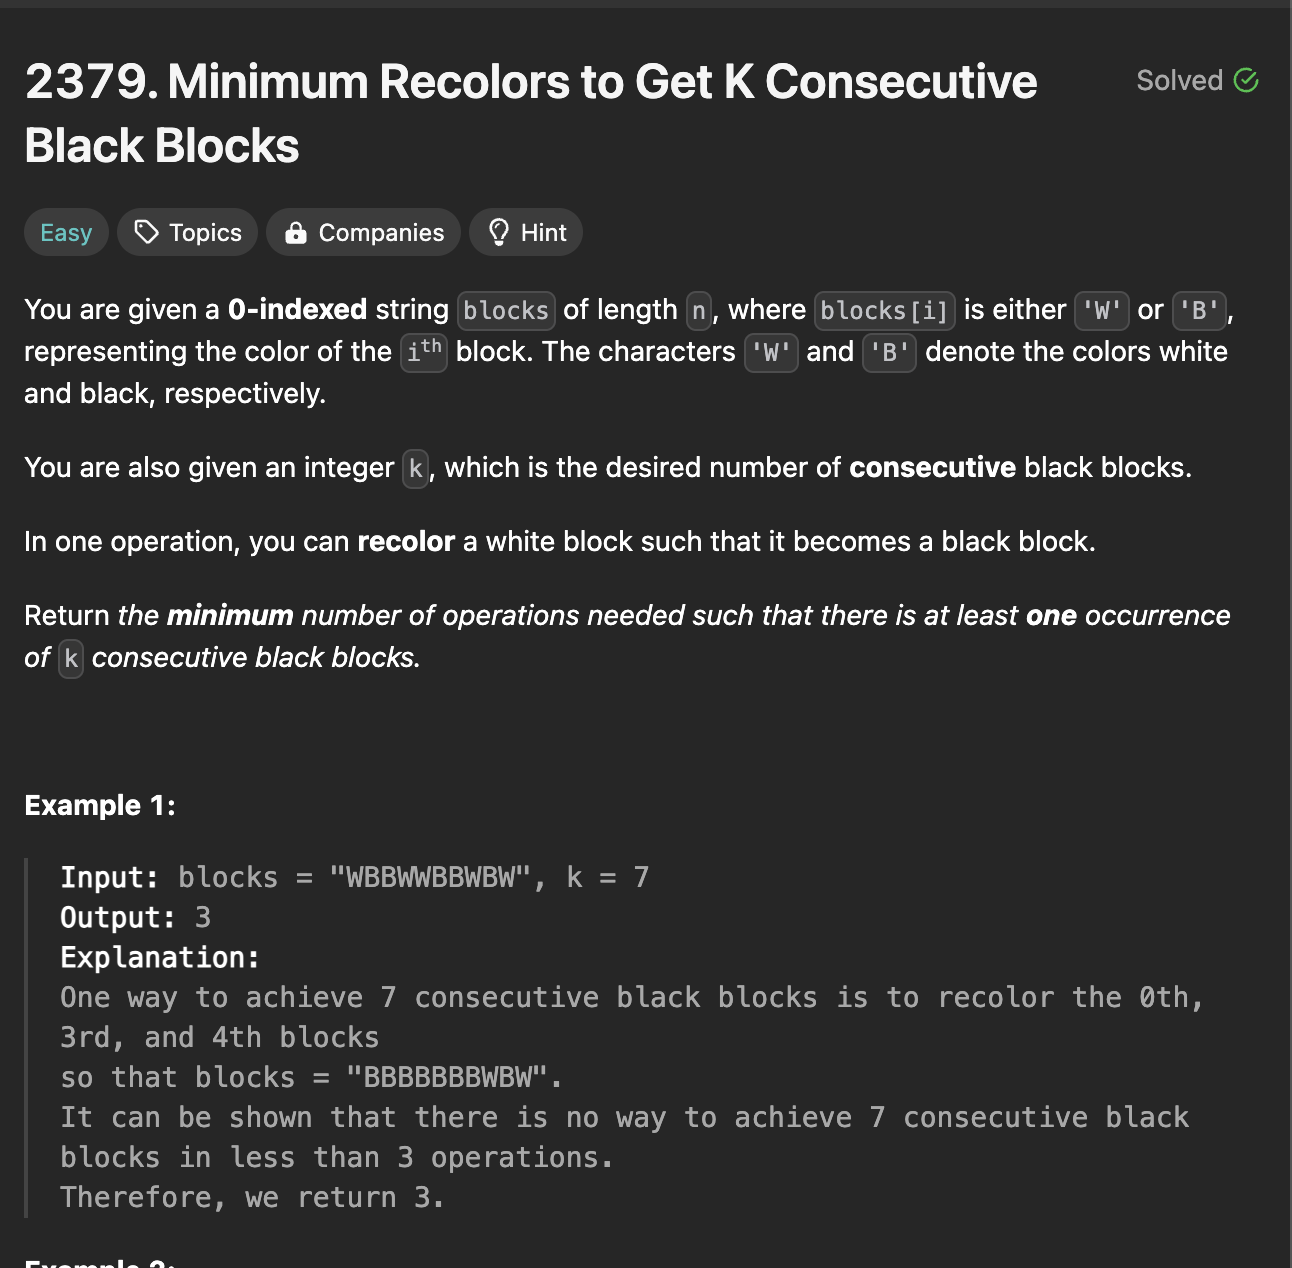 2379. Minimum Recolors to Get K Consecutive
Black Blocks
Solved
Easy Topics Companies Hint
You are given a 0-indexed string blocks of length n, where blocks[i] is either 'W' or 'B',
representing the color of the ith block. The characters 'W' and 'B' denote the colors white
and black, respectively.
You are also given an integer k, which is the desired number of consecutive black blocks.
In one operation, you can recolor a white block such that it becomes a black block.
Return the minimum number of operations needed such that there is at least one occurrence
of k consecutive black blocks.
Example 1:
Input: blocks = "WBBWWBBWBW", k = 7
Output: 3
Explanation:
One way to achieve 7 consecutive black blocks is to recolor the 0th,
3rd, and 4th blocks
so that blocks = "BBBBBBBWBW".
It can be shown that there is no way to achieve 7 consecutive black
blocks in less than 3 operations.
Therefore, we return 3.
Example 2: